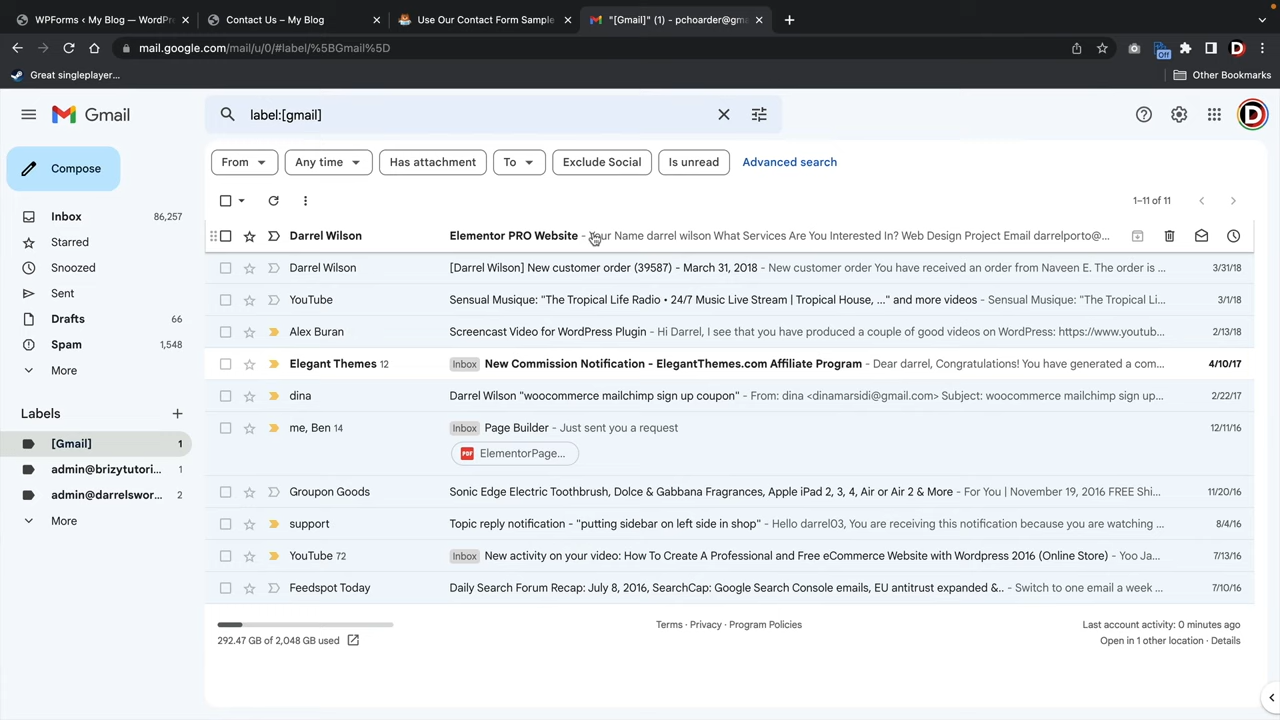 WPForms ‹ My Blog — WordPr
Contact Us – My Blog
Use Our Contact Form Sample
"[Gmail]" (1) - pchoarder@gm
mail.google.com/mail/u/0/#label/%5BGmail%5D
Off
D
Great singleplayer...
Other Bookmarks
Gmail
label:[gmail]
D
Compose
From
Any time
Has attachment
To
Exclude Social
Is unread
Advanced search
1–11 of 11
Inbox 86,257
Starred
Snoozed
Sent
Drafts 66
Spam 1,548
More
Labels
[Gmail] 1
admin@brizytutori... 1
admin@darrelswor... 2
More
Darrel Wilson Elementor PRO Website - Your Name darrel wilson What Services Are You Interested In? Web Design Project Email darrelporto@...
Darrel Wilson [Darrel Wilson] New customer order (39587) - March 31, 2018 - New customer order You have received an order from Naveen E. The order is ... 3/31/18
YouTube Sensual Musique: "The Tropical Life Radio • 24/7 Music Live Stream | Tropical House, ..." and more videos - Sensual Musique: "The Tropical Li... 3/1/18
Alex Buran Screencast Video for WordPress Plugin - Hi Darrel, I see that you have produced a couple of good videos on WordPress: https://www.youtub... 2/13/18
Elegant Themes 12 Inbox New Commission Notification - ElegantThemes.com Affiliate Program - Dear darrel, Congratulations! You have generated a com... 4/10/17
dina Darrel Wilson "woocommerce mailchimp sign up coupon" - From: dina <dinamarsidi@gmail.com> Subject: woocommerce mailchimp sign up... 2/22/17
me, Ben 14 Inbox Page Builder - Just sent you a request 12/11/16
PDF ElementorPage...
Groupon Goods Sonic Edge Electric Toothbrush, Dolce & Gabbana Fragrances, Apple iPad 2, 3, 4, Air or Air 2 & More - For You | November 19, 2016 FREE Shi... 11/20/16
support Topic reply notification - "putting sidebar on left side in shop" - Hello darrel03, You are receiving this notification because you are watching ... 8/4/16
YouTube 72 Inbox New activity on your video: How To Create A Professional and Free eCommerce Website with Wordpress 2016 (Online Store) - Yoo Ja... 7/13/16
Feedspot Today Daily Search Forum Recap: July 8, 2016, SearchCap: Google Search Console emails, EU antitrust expanded &.. - Switch to one email a week ... 7/10/16
292.47 GB of 2,048 GB used
Terms · Privacy · Program Policies
Last account activity: 0 minutes ago
Open in 1 other location · Details